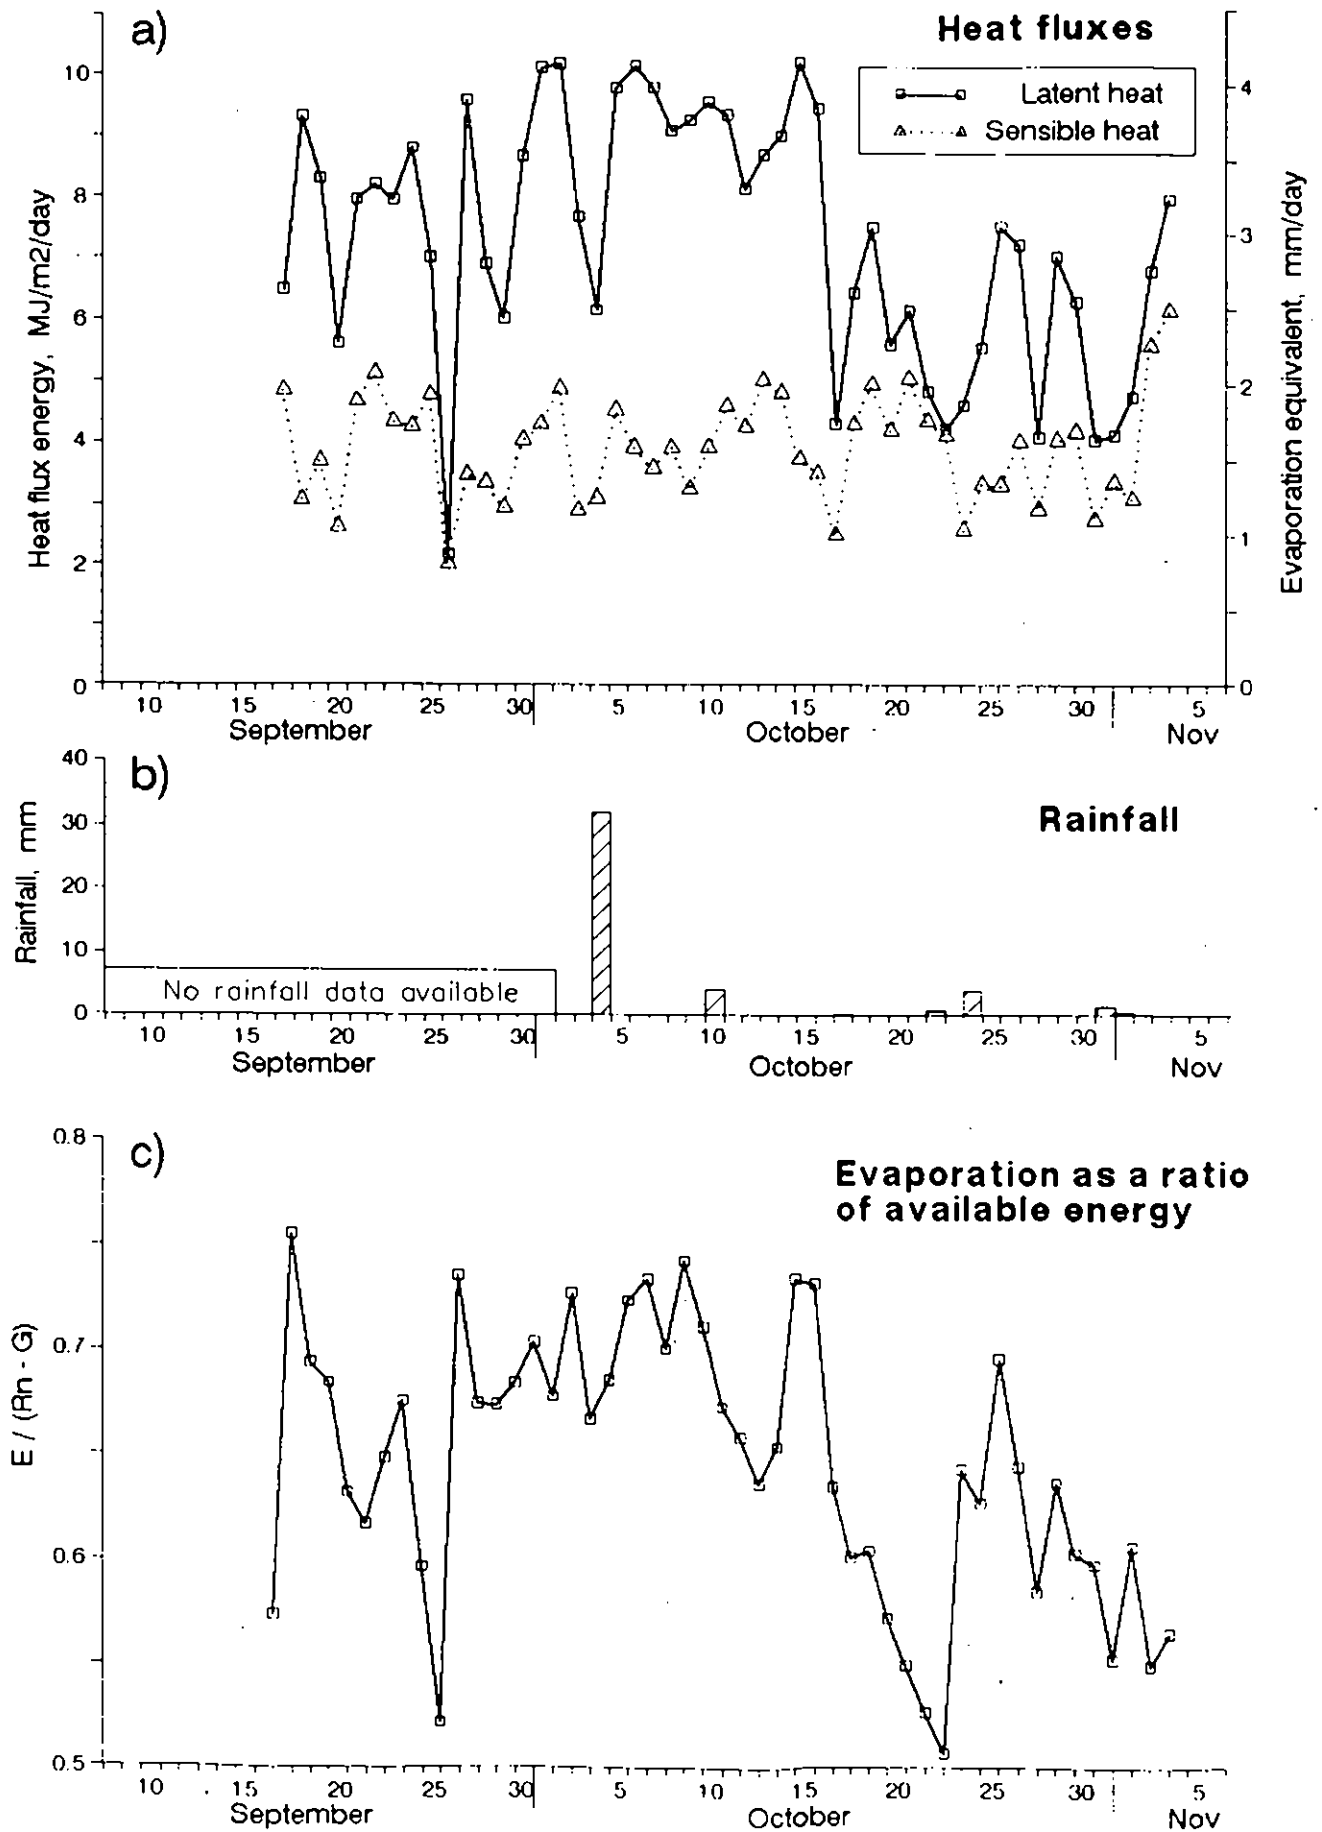 a)
Heat fluxes
Latent heat
Sensible heat
Heat flux energy, MJ/m2/day
10
8
6
4
2
0
Evaporation equivalent, mm/day
4
3
2
1
0
10 15 20 25 30 5 10 15 20 25 30 5
September October Nov
b)
Rainfall
Rainfall, mm
40
30
20
10
0
No rainfall data available
10 15 20 25 30 5 10 15 20 25 30 5
September October Nov
c)
Evaporation as a ratio
of available energy
E / (Rn - G)
0.8
0.7
0.6
0.5
10 15 20 25 30 5 10 15 20 25 30 5
September October Nov